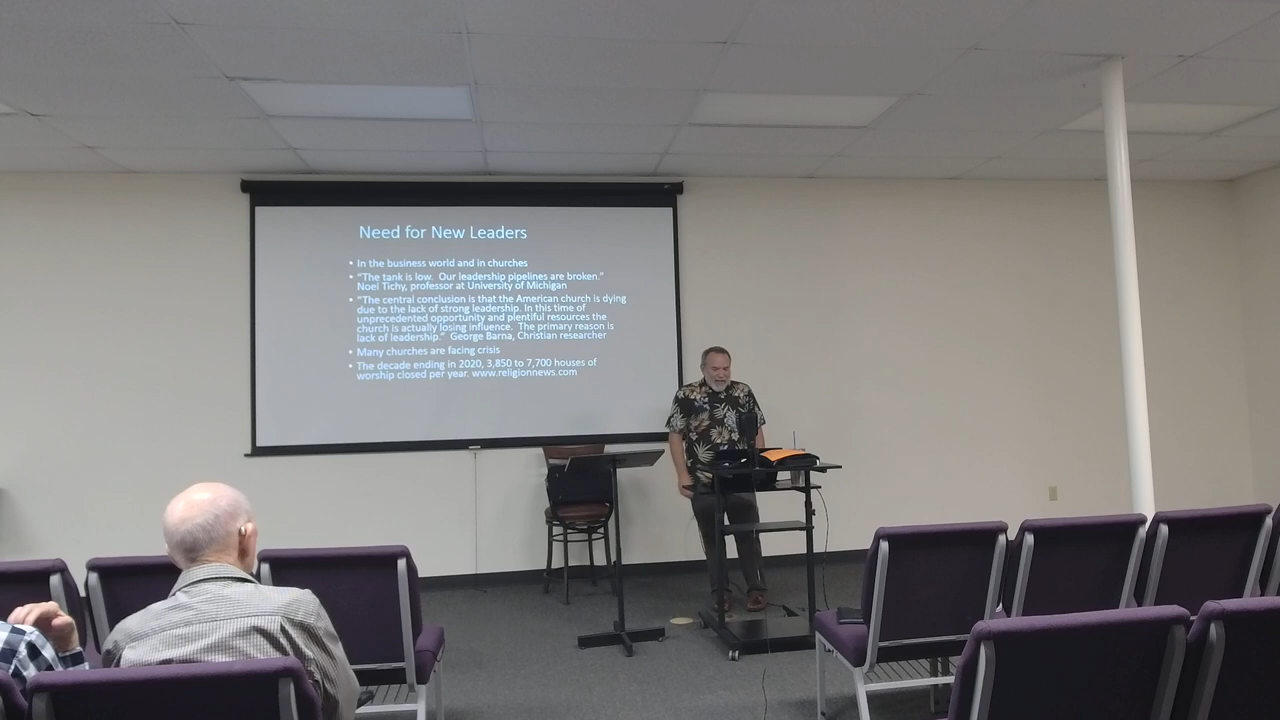 Need for New Leaders
• In the business world and in churches
• “The tank is low.  Our leadership pipelines are broken.”
Noel Tichy, professor at University of Michigan
• “The central conclusion is that the American church is dying
due to the lack of strong leadership. In this time of
unprecedented opportunity and plentiful resources the
church is actually losing influence.  The primary reason is
lack of leadership.”  George Barna, Christian researcher
• Many churches are facing crisis
• The decade ending in 2020, 3,850 to 7,700 houses of
worship closed per year. www.religionnews.com